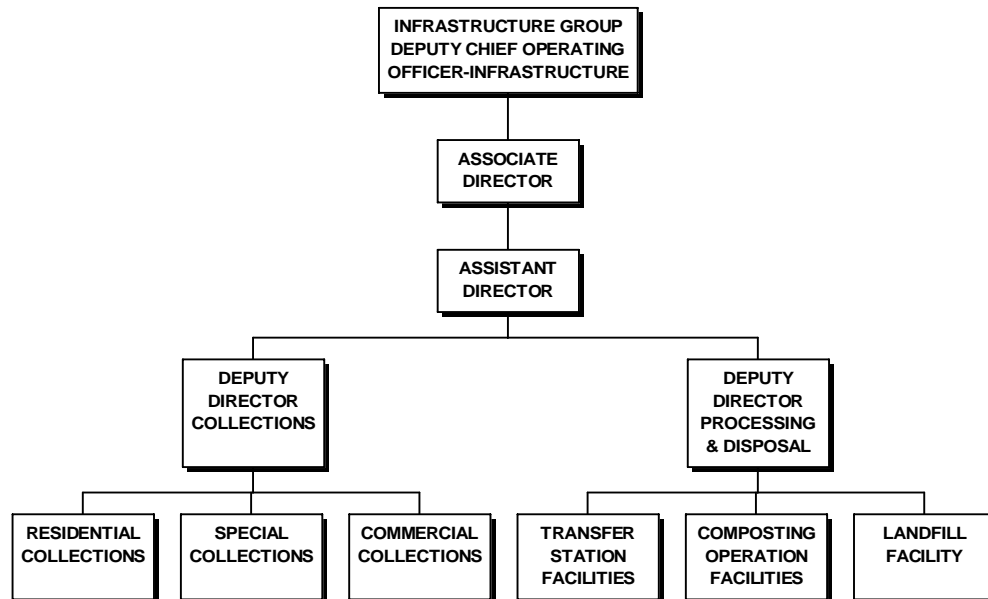 INFRASTRUCTURE GROUP
DEPUTY CHIEF OPERATING
OFFICER-INFRASTRUCTURE
ASSOCIATE
DIRECTOR
ASSISTANT
DIRECTOR
DEPUTY
DIRECTOR
COLLECTIONS
DEPUTY
DIRECTOR
PROCESSING
& DISPOSAL
RESIDENTIAL
COLLECTIONS
SPECIAL
COLLECTIONS
COMMERCIAL
COLLECTIONS
TRANSFER
STATION
FACILITIES
COMPOSTING
OPERATION
FACILITIES
LANDFILL
FACILITY